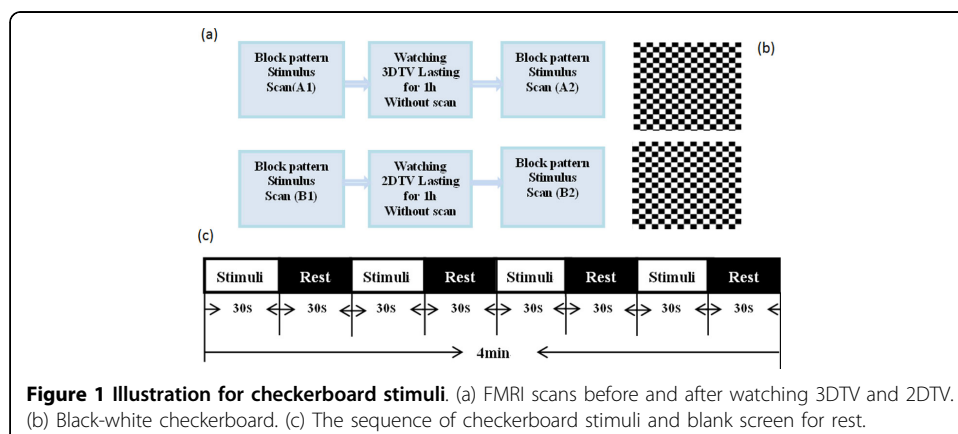 (a)
Block pattern
Stimulus
Scan(A1)
Watching
3DTV Lasting
for 1h
Without scan
Block pattern
Stimulus
Scan (A2)
(b)
Block pattern
Stimulus
Scan (B1)
Watching
2DTV Lasting
for 1h
Without scan
Block pattern
Stimulus
Scan (B2)
(c)
Stimuli Rest Stimuli Rest Stimuli Rest Stimuli Rest
30s 30s 30s 30s 30s 30s 30s 30s
4min
Figure 1 Illustration for checkerboard stimuli. (a) FMRI scans before and after watching 3DTV and 2DTV.
(b) Black-white checkerboard. (c) The sequence of checkerboard stimuli and blank screen for rest.